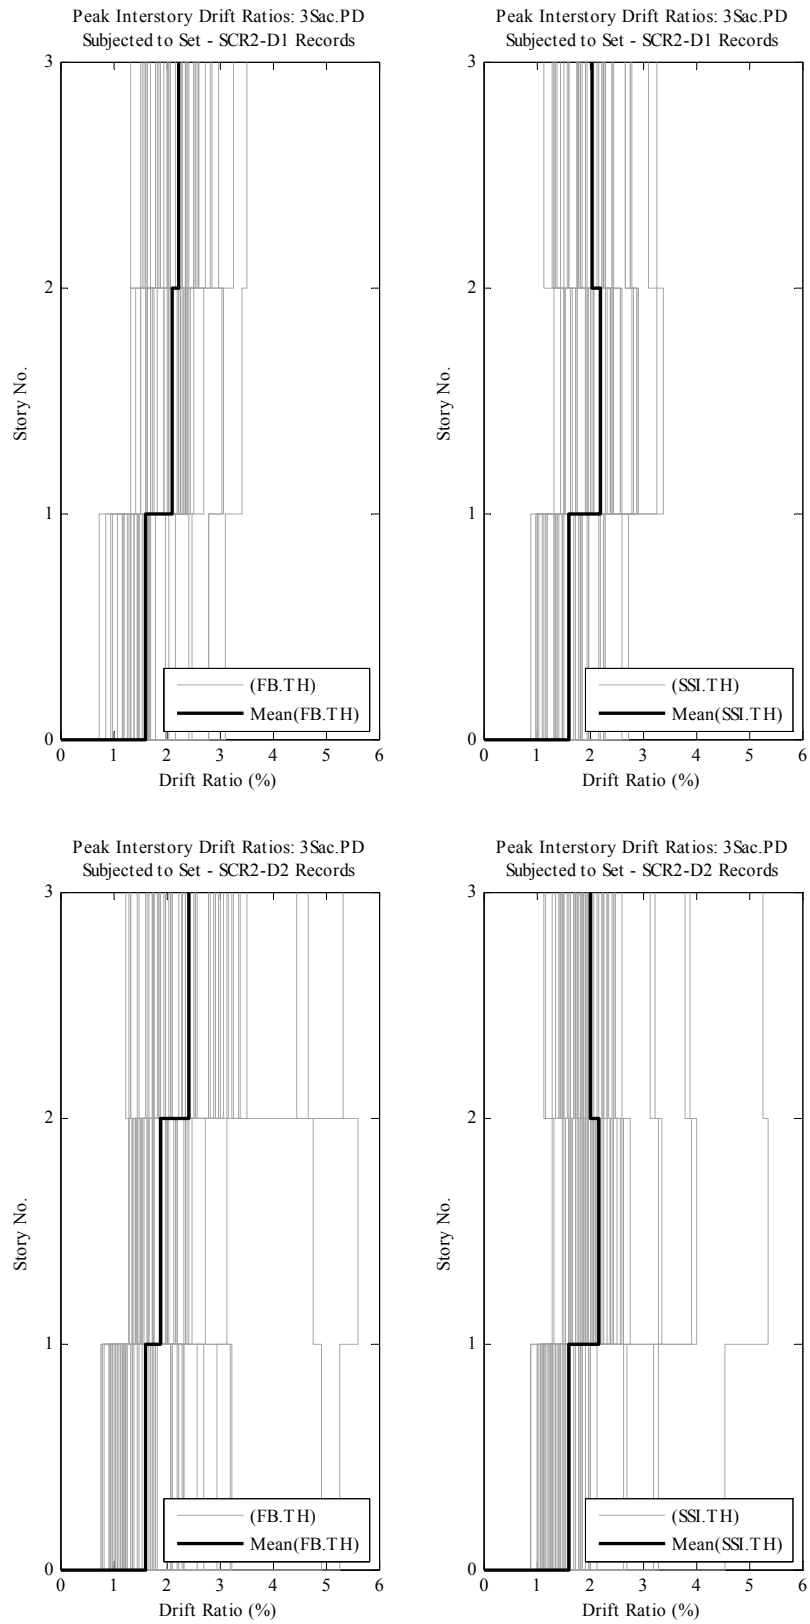 Peak Interstory Drift Ratios: 3Sac.PD
Subjected to Set - SCR2-D1 Records
3
2
1
0
Story No.
(FB.TH)
Mean(FB.TH)
0 1 2 3 4 5 6
Drift Ratio (%)
Peak Interstory Drift Ratios: 3Sac.PD
Subjected to Set - SCR2-D1 Records
3
2
1
0
Story No.
(SSI.TH)
Mean(SSI.TH)
0 1 2 3 4 5 6
Drift Ratio (%)
Peak Interstory Drift Ratios: 3Sac.PD
Subjected to Set - SCR2-D2 Records
3
2
1
0
Story No.
(FB.TH)
Mean(FB.TH)
0 1 2 3 4 5 6
Drift Ratio (%)
Peak Interstory Drift Ratios: 3Sac.PD
Subjected to Set - SCR2-D2 Records
3
2
1
0
Story No.
(SSI.TH)
Mean(SSI.TH)
0 1 2 3 4 5 6
Drift Ratio (%)